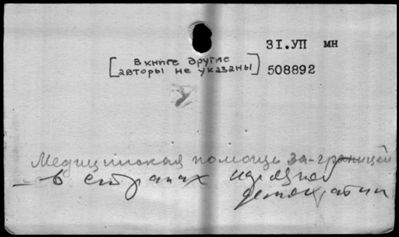 31.УП мн
[В книге другие
авторы не указаны]
508892
Медицинская помощь за-границей
- в странах народной
демократии